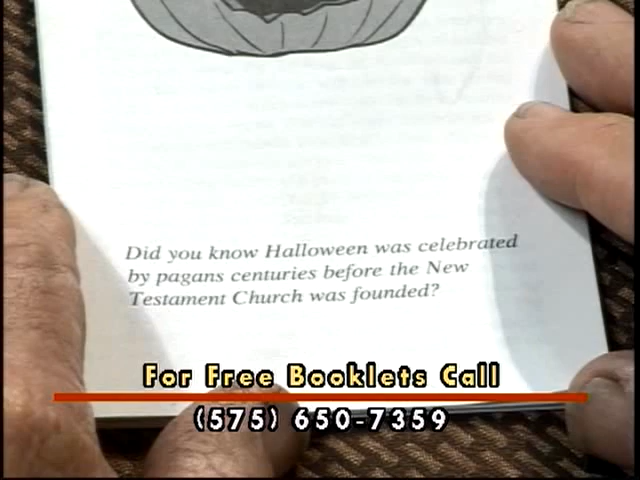 Did you know Halloween was celebrated
by pagans centuries before the New
Testament Church was founded?
For Free Booklets Call
(575) 650-7359